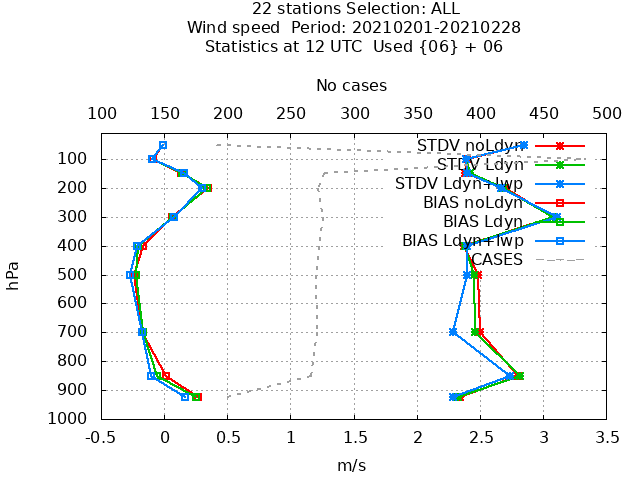 22 stations Selection: ALL
Wind speed  Period: 20210201-20210228
Statistics at 12 UTC  Used {06} + 06
No cases
100 150 200 250 300 350 400 450 500
STDV noLdyn
STDV Ldyn
STDV Ldyn+lwp
BIAS noLdyn
BIAS Ldyn
BIAS Ldyn+lwp
CASES
hPa
100
200
300
400
500
600
700
800
900
1000
-0.5 0 0.5 1 1.5 2 2.5 3 3.5
m/s